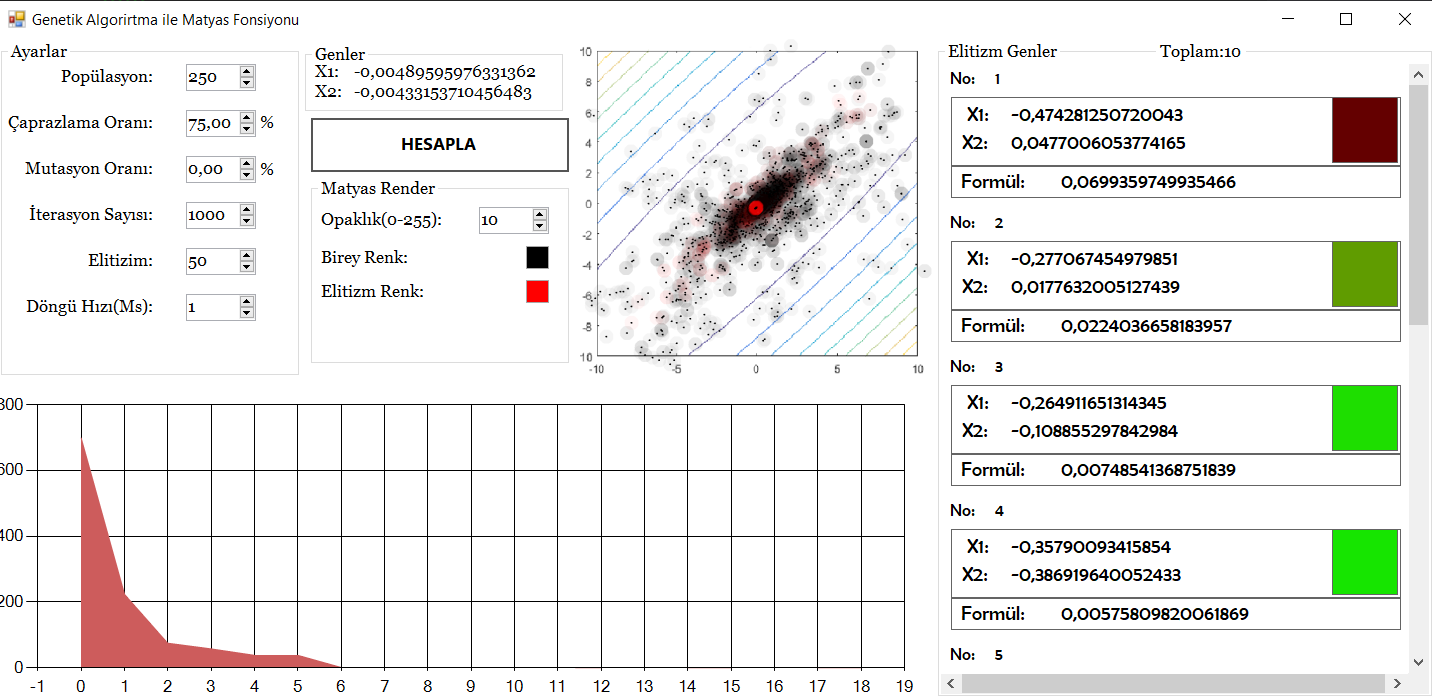 Genetik Algorirtma ile Matyas Fonsiyonu
Ayarlar
Popülasyon: 250
Çaprazlama Oranı: 75,00 %
Mutasyon Oranı: 0,00 %
İterasyon Sayısı: 1000
Elitizim: 50
Döngü Hızı(Ms): 1
Genler
X1: -0,00489595976331362
X2: -0,00433153710456483
HESAPLA
Matyas Render
Opaklık(0-255): 10
Birey Renk:
Elitizm Renk:
10
8
6
4
2
0
-2
-4
-6
-8
10
-10 -5 0 5 10
Elitizm Genler Toplam:10
No: 1
X1: -0,474281250720043
X2: 0,0477006053774165
Formül: 0,0699359749935466
No: 2
X1: -0,277067454979851
X2: 0,0177632005127439
Formül: 0,0224036658183957
No: 3
X1: -0,264911651314345
X2: -0,108855297842984
Formül: 0,00748541368751839
No: 4
X1: -0,35790093415854
X2: -0,386919640052433
Formül: 0,00575809820061869
No: 5
800
600
400
200
0
-1 0 1 2 3 4 5 6 7 8 9 10 11 12 13 14 15 16 17 18 19